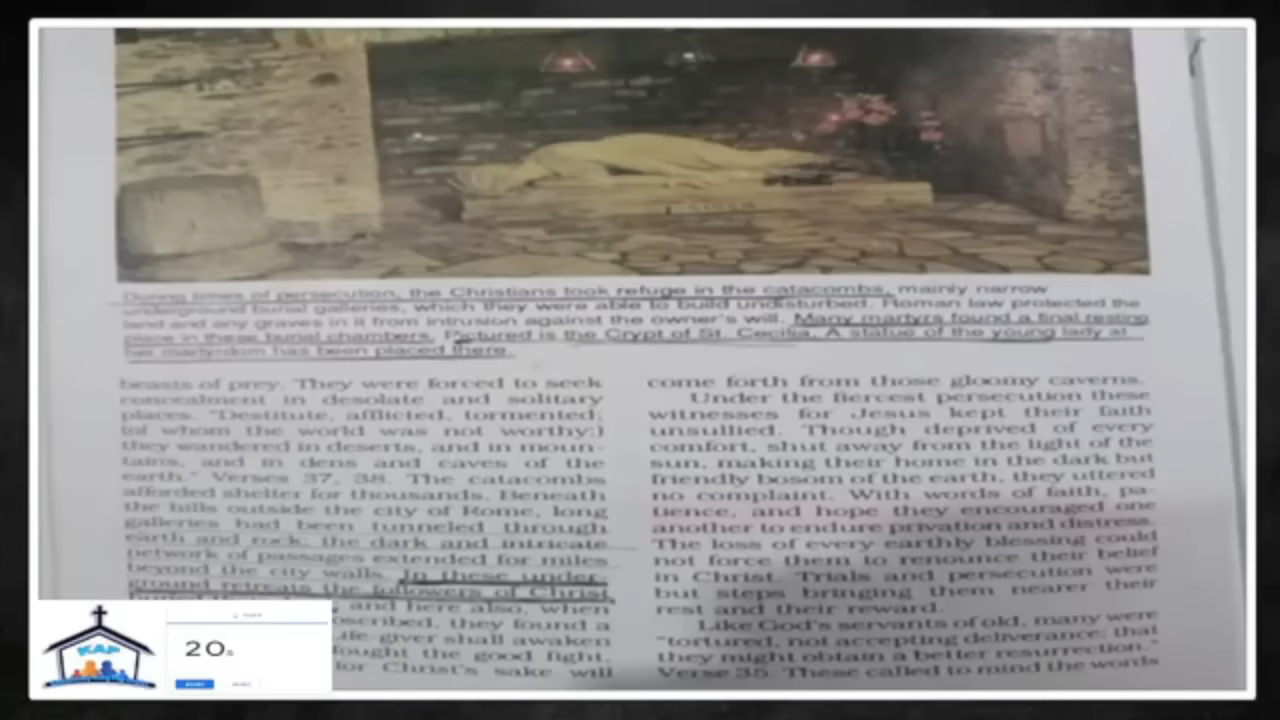 During times of persecution, the Christians took refuge in the catacombs, mainly narrow
underground burial galleries, which they were able to build undisturbed. Roman law protected the
land and any graves in it from intrusion against the owner's will. Many martyrs found a final resting
place in these burial chambers. Pictured is the Crypt of St. Cecilia. A statue of the young lady at
her martyrdom has been placed there.
beasts of prey. They were forced to seek
concealment in desolate and solitary
places. "Destitute, afflicted, tormented;
(of whom the world was not worthy:)
they wandered in deserts, and in moun-
tains, and in dens and caves of the
earth." Verses 37, 38. The catacombs
afforded shelter for thousands. Beneath
the hills outside the city of Rome, long
galleries had been tunneled through
earth and rock; the dark and intricate
network of passages extended for miles
beyond the city walls. In these under-
ground retreats the followers of Christ
and here also, when
oscribed, they found a
Life-giver shall awaken
fought the good fight,
for Christ's sake will
come forth from those gloomy caverns.
Under the fiercest persecution these
witnesses for Jesus kept their faith
unsullied. Though deprived of every
comfort, shut away from the light of the
sun, making their home in the dark but
friendly bosom of the earth, they uttered
no complaint. With words of faith, pa-
tience, and hope they encouraged one
another to endure privation and distress.
The loss of every earthly blessing could
not force them to renounce their belief
in Christ. Trials and persecution were
but steps bringing them nearer their
rest and their reward.
Like God's servants of old, many were
"tortured, not accepting deliverance; that
they might obtain a better resurrection."
Verse 35. These called to mind the words
KAP
20s